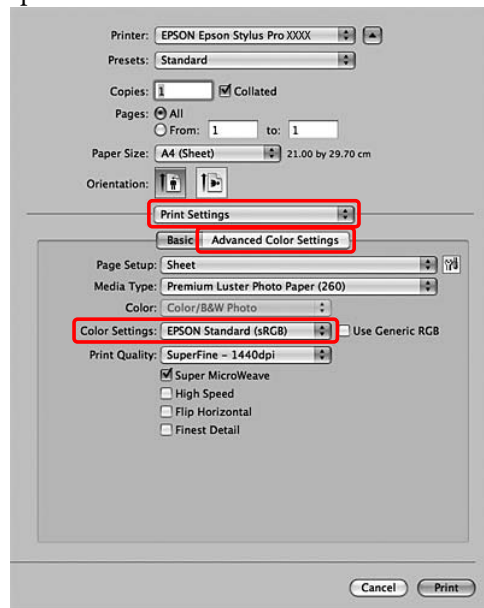 Printer: EPSON Epson Stylus Pro XXXX
Presets: Standard
Copies: 1 Collated
Pages: All
From: 1 to: 1
Paper Size: A4 (Sheet) 21.00 by 29.70 cm
Orientation:
Print Settings
Basic Advanced Color Settings
Page Setup: Sheet
Media Type: Premium Luster Photo Paper (260)
Color: Color/B&W Photo
Color Settings: EPSON Standard (sRGB) Use Generic RGB
Print Quality: SuperFine – 1440dpi
Super MicroWeave
High Speed
Flip Horizontal
Finest Detail
Cancel Print